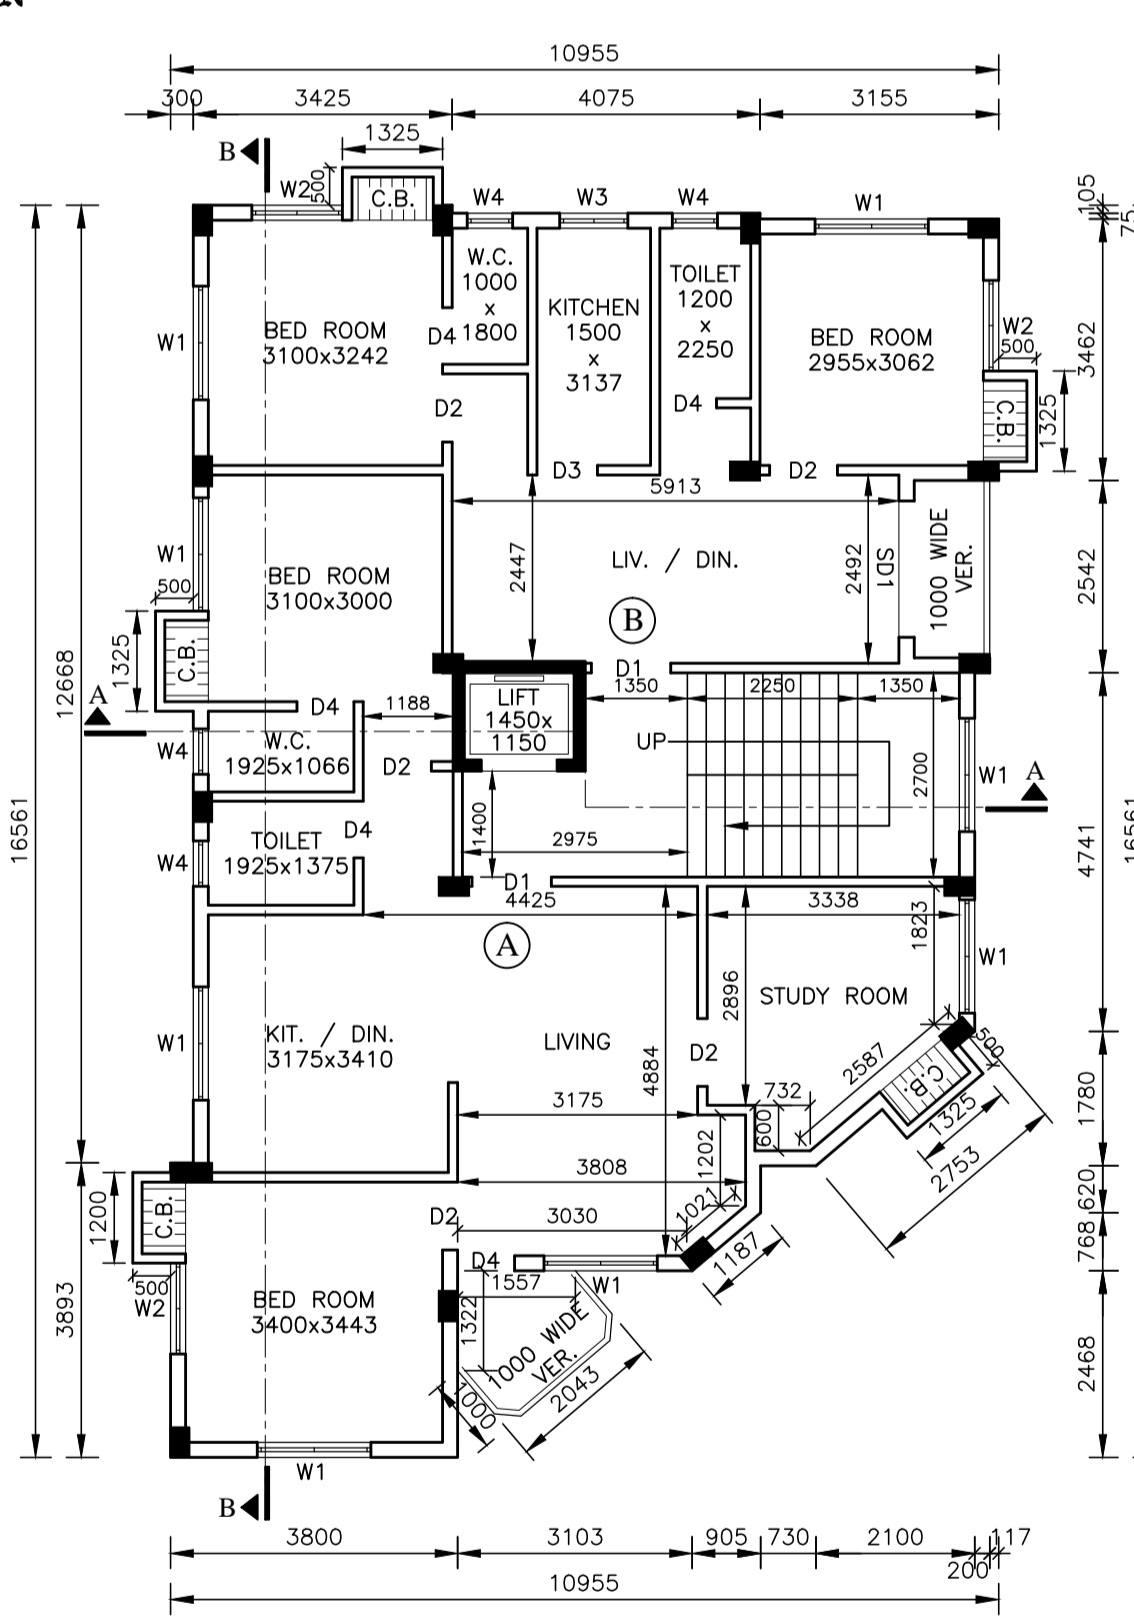 10955
300 3425 4075 3155
1325
B
W2
500
C.B.
W4 W3 W4 W1
105
75
W.C.
1000
x
1800
TOILET
1200
x
2250
KITCHEN
1500
x
3137
BED ROOM
3100x3242
BED ROOM
2955x3062
W1
D4
W2
500
3462
D2
D4
C.B.
1325
D3
D2
5913
W1
2447
LIV. / DIN.
2492
SD1
1000 WIDE
VER.
2542
BED ROOM
3100x3000
500
1325
C.B.
B
12668
D1
1350 2250 1350
LIFT
1450x
1150
A
D4
1188
W4
W.C.
1925x1066
D2
UP
2700
W1
A
16561
16561
1400
2975
4741
TOILET
1925x1375
D4
W4
D1
4425
3338
1823
A
W1
2896
STUDY ROOM
W1
KIT. / DIN.
3175x3410
LIVING
4884
D2
2587
C.B.
500
732
600
3175
1325
2753
1780
1202
3808
620
1200
C.B.
D2
3030
1021
1187
768
D4
1557
W1
500
W2
BED ROOM
3400x3443
1322
1000 WIDE
VER.
2043
1000
3893
2468
W1
B
3800 3103 905 730 2100 117
200
10955